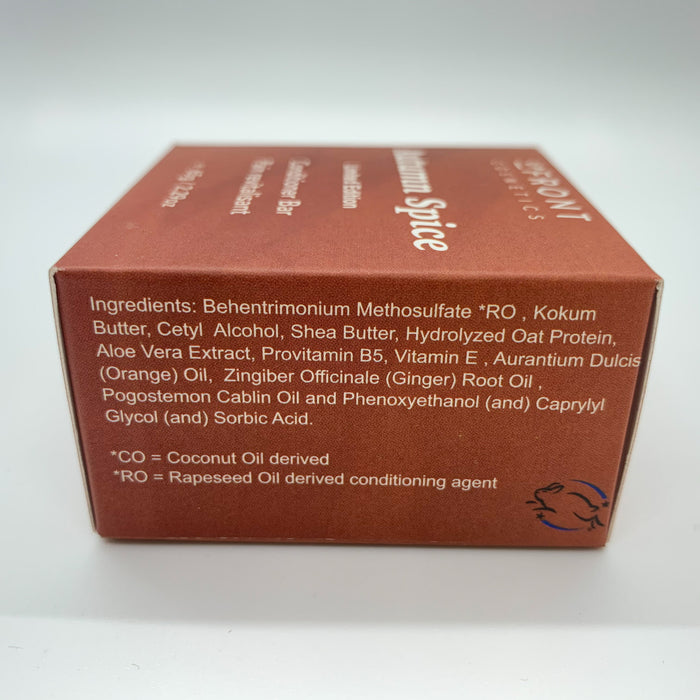 UPFRONT
COSMETICS
Autumn Spice
Limited Edition
Conditioner Bar
Ingredients: Behentrimonium Methosulfate *RO , Kokum
Butter, Cetyl Alcohol, Shea Butter, Hydrolyzed Oat Protein,
Aloe Vera Extract, Provitamin B5, Vitamin E , Aurantium Dulcis
(Orange) Oil, Zingiber Officinale (Ginger) Root Oil ,
Pogostemon Cablin Oil and Phenoxyethanol (and) Caprylyl
Glycol (and) Sorbic Acid.
*CO = Coconut Oil derived
*RO = Rapeseed Oil derived conditioning agent